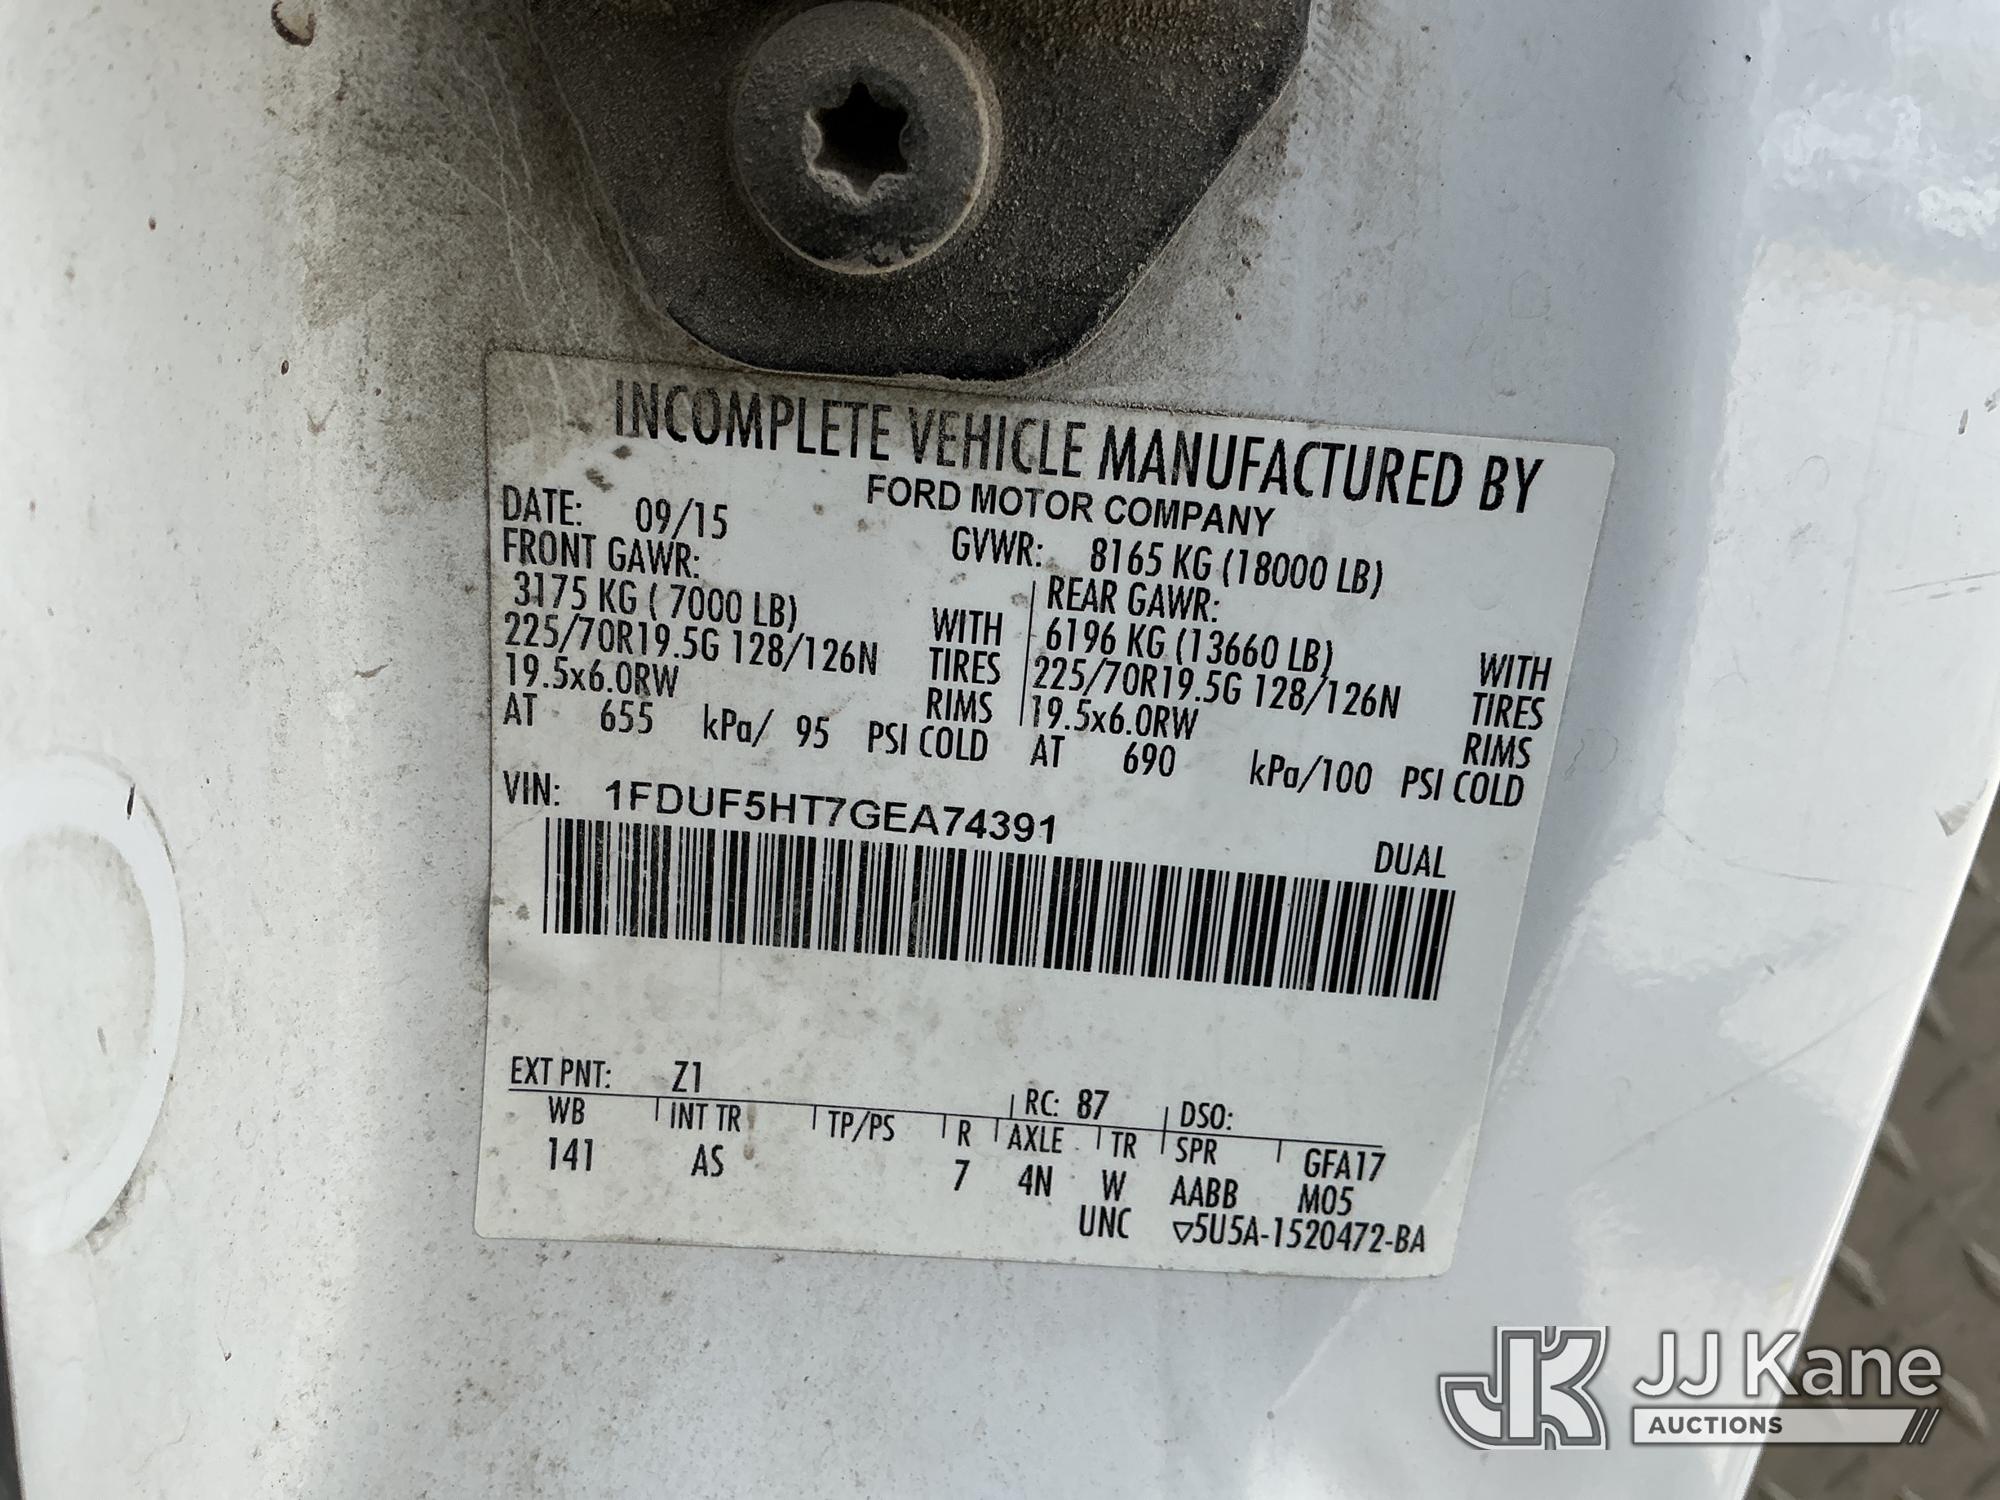 INCOMPLETE VEHICLE MANUFACTURED BY
FORD MOTOR COMPANY
DATE: 09/15 GVWR: 8165 KG (18000 LB)
FRONT GAWR: REAR GAWR:
3175 KG ( 7000 LB) WITH 6196 KG (13660 LB) WITH
225/70R19.5G 128/126N TIRES 225/70R19.5G 128/126N TIRES
19.5x6.0RW RIMS 19.5x6.0RW RIMS
AT 655 kPa/ 95 PSI COLD AT 690 kPa/100 PSI COLD
VIN: 1FDUF5HT7GEA74391
DUAL
EXT PNT: Z1 RC: 87 DSO:
WB INT TR TP/PS R AXLE TR SPR GFA17
141 AS 7 4N W AABB M05
UNC ▽5U5A-1520472-BA
JK JJ Kane
AUCTIONS